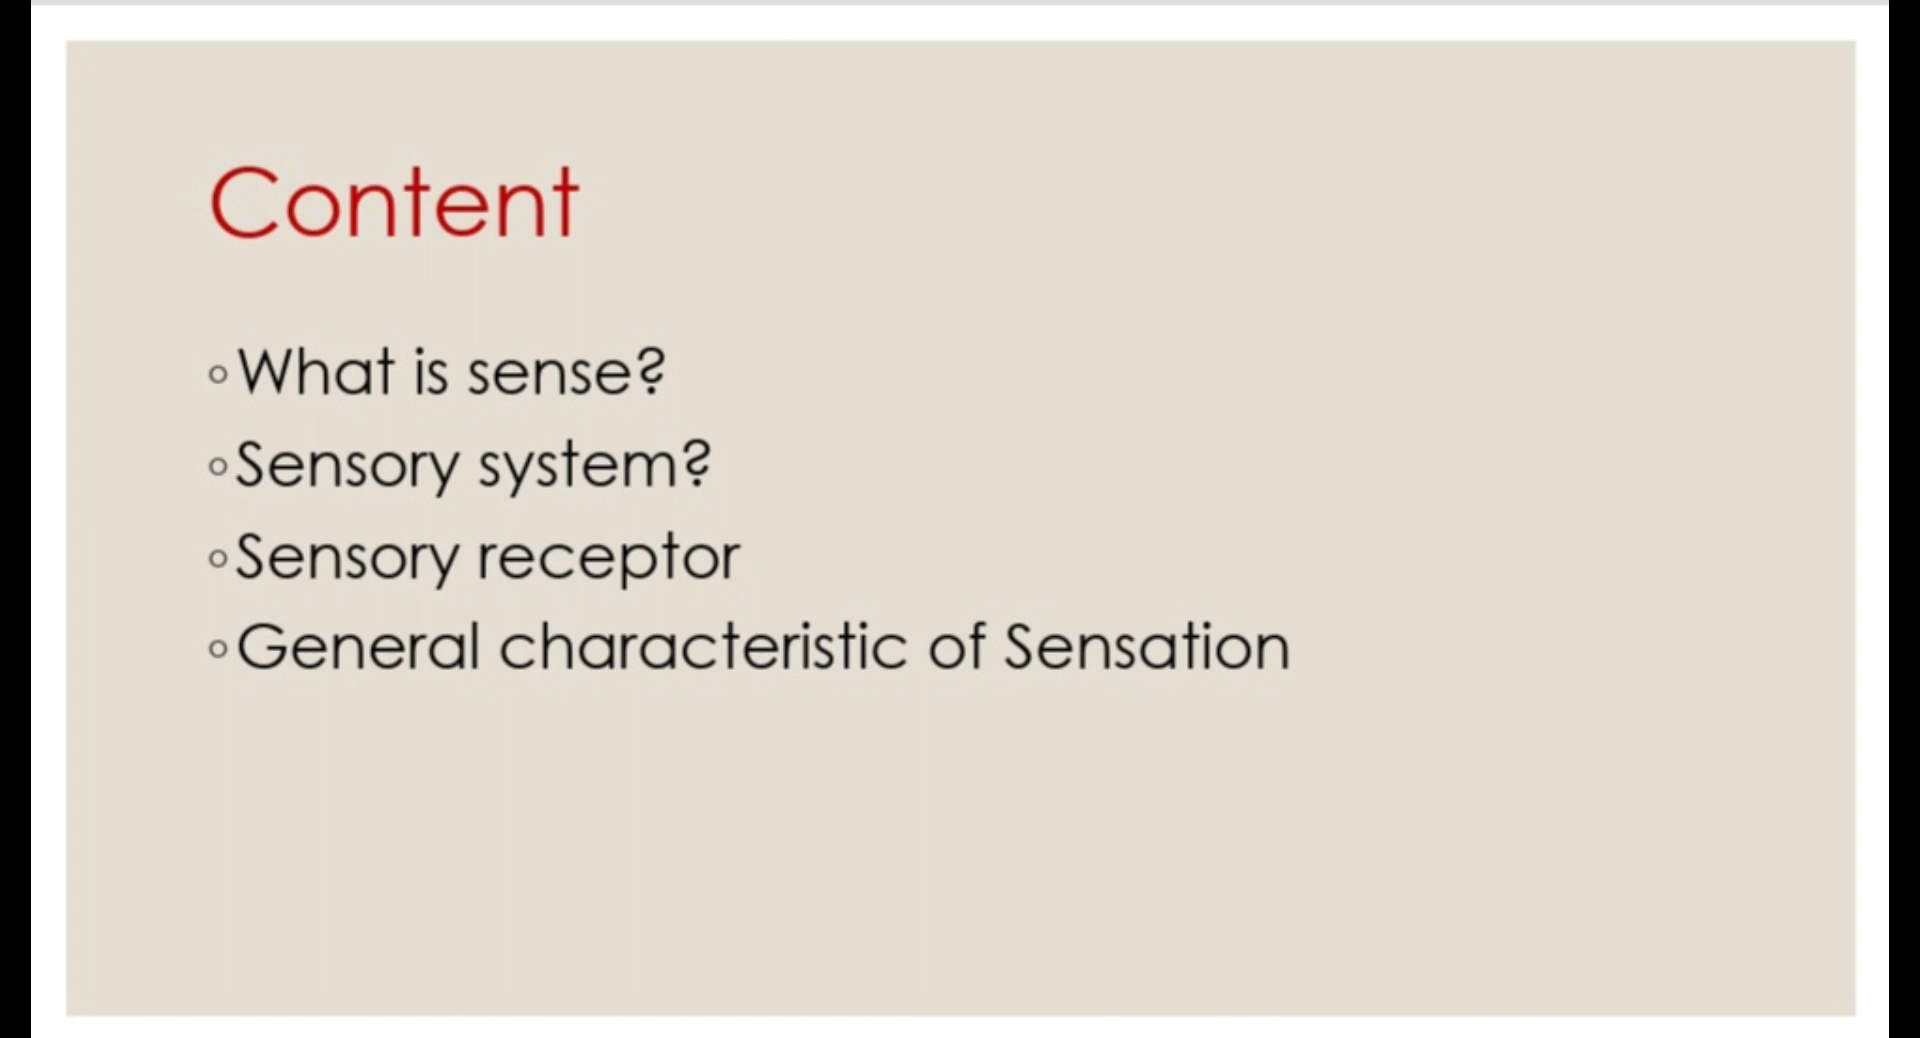 Content
◦What is sense?
◦Sensory system?
◦Sensory receptor
◦General characteristic of Sensation